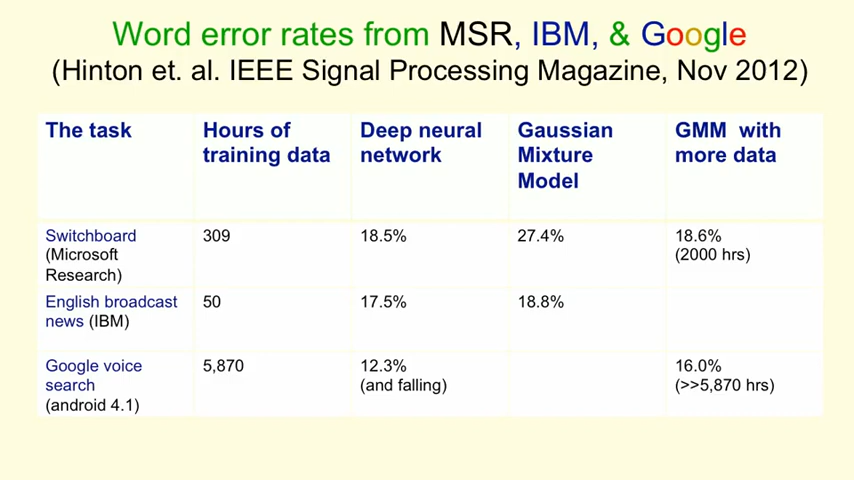 Word error rates from MSR, IBM, & Google
(Hinton et. al. IEEE Signal Processing Magazine, Nov 2012)
The task
Hours of
training data
Deep neural
network
Gaussian
Mixture
Model
GMM with
more data
Switchboard
(Microsoft
Research)
309
18.5%
27.4%
18.6%
(2000 hrs)
English broadcast
news (IBM)
50
17.5%
18.8%
Google voice
search
(android 4.1)
5,870
12.3%
(and falling)
16.0%
(>>5,870 hrs)